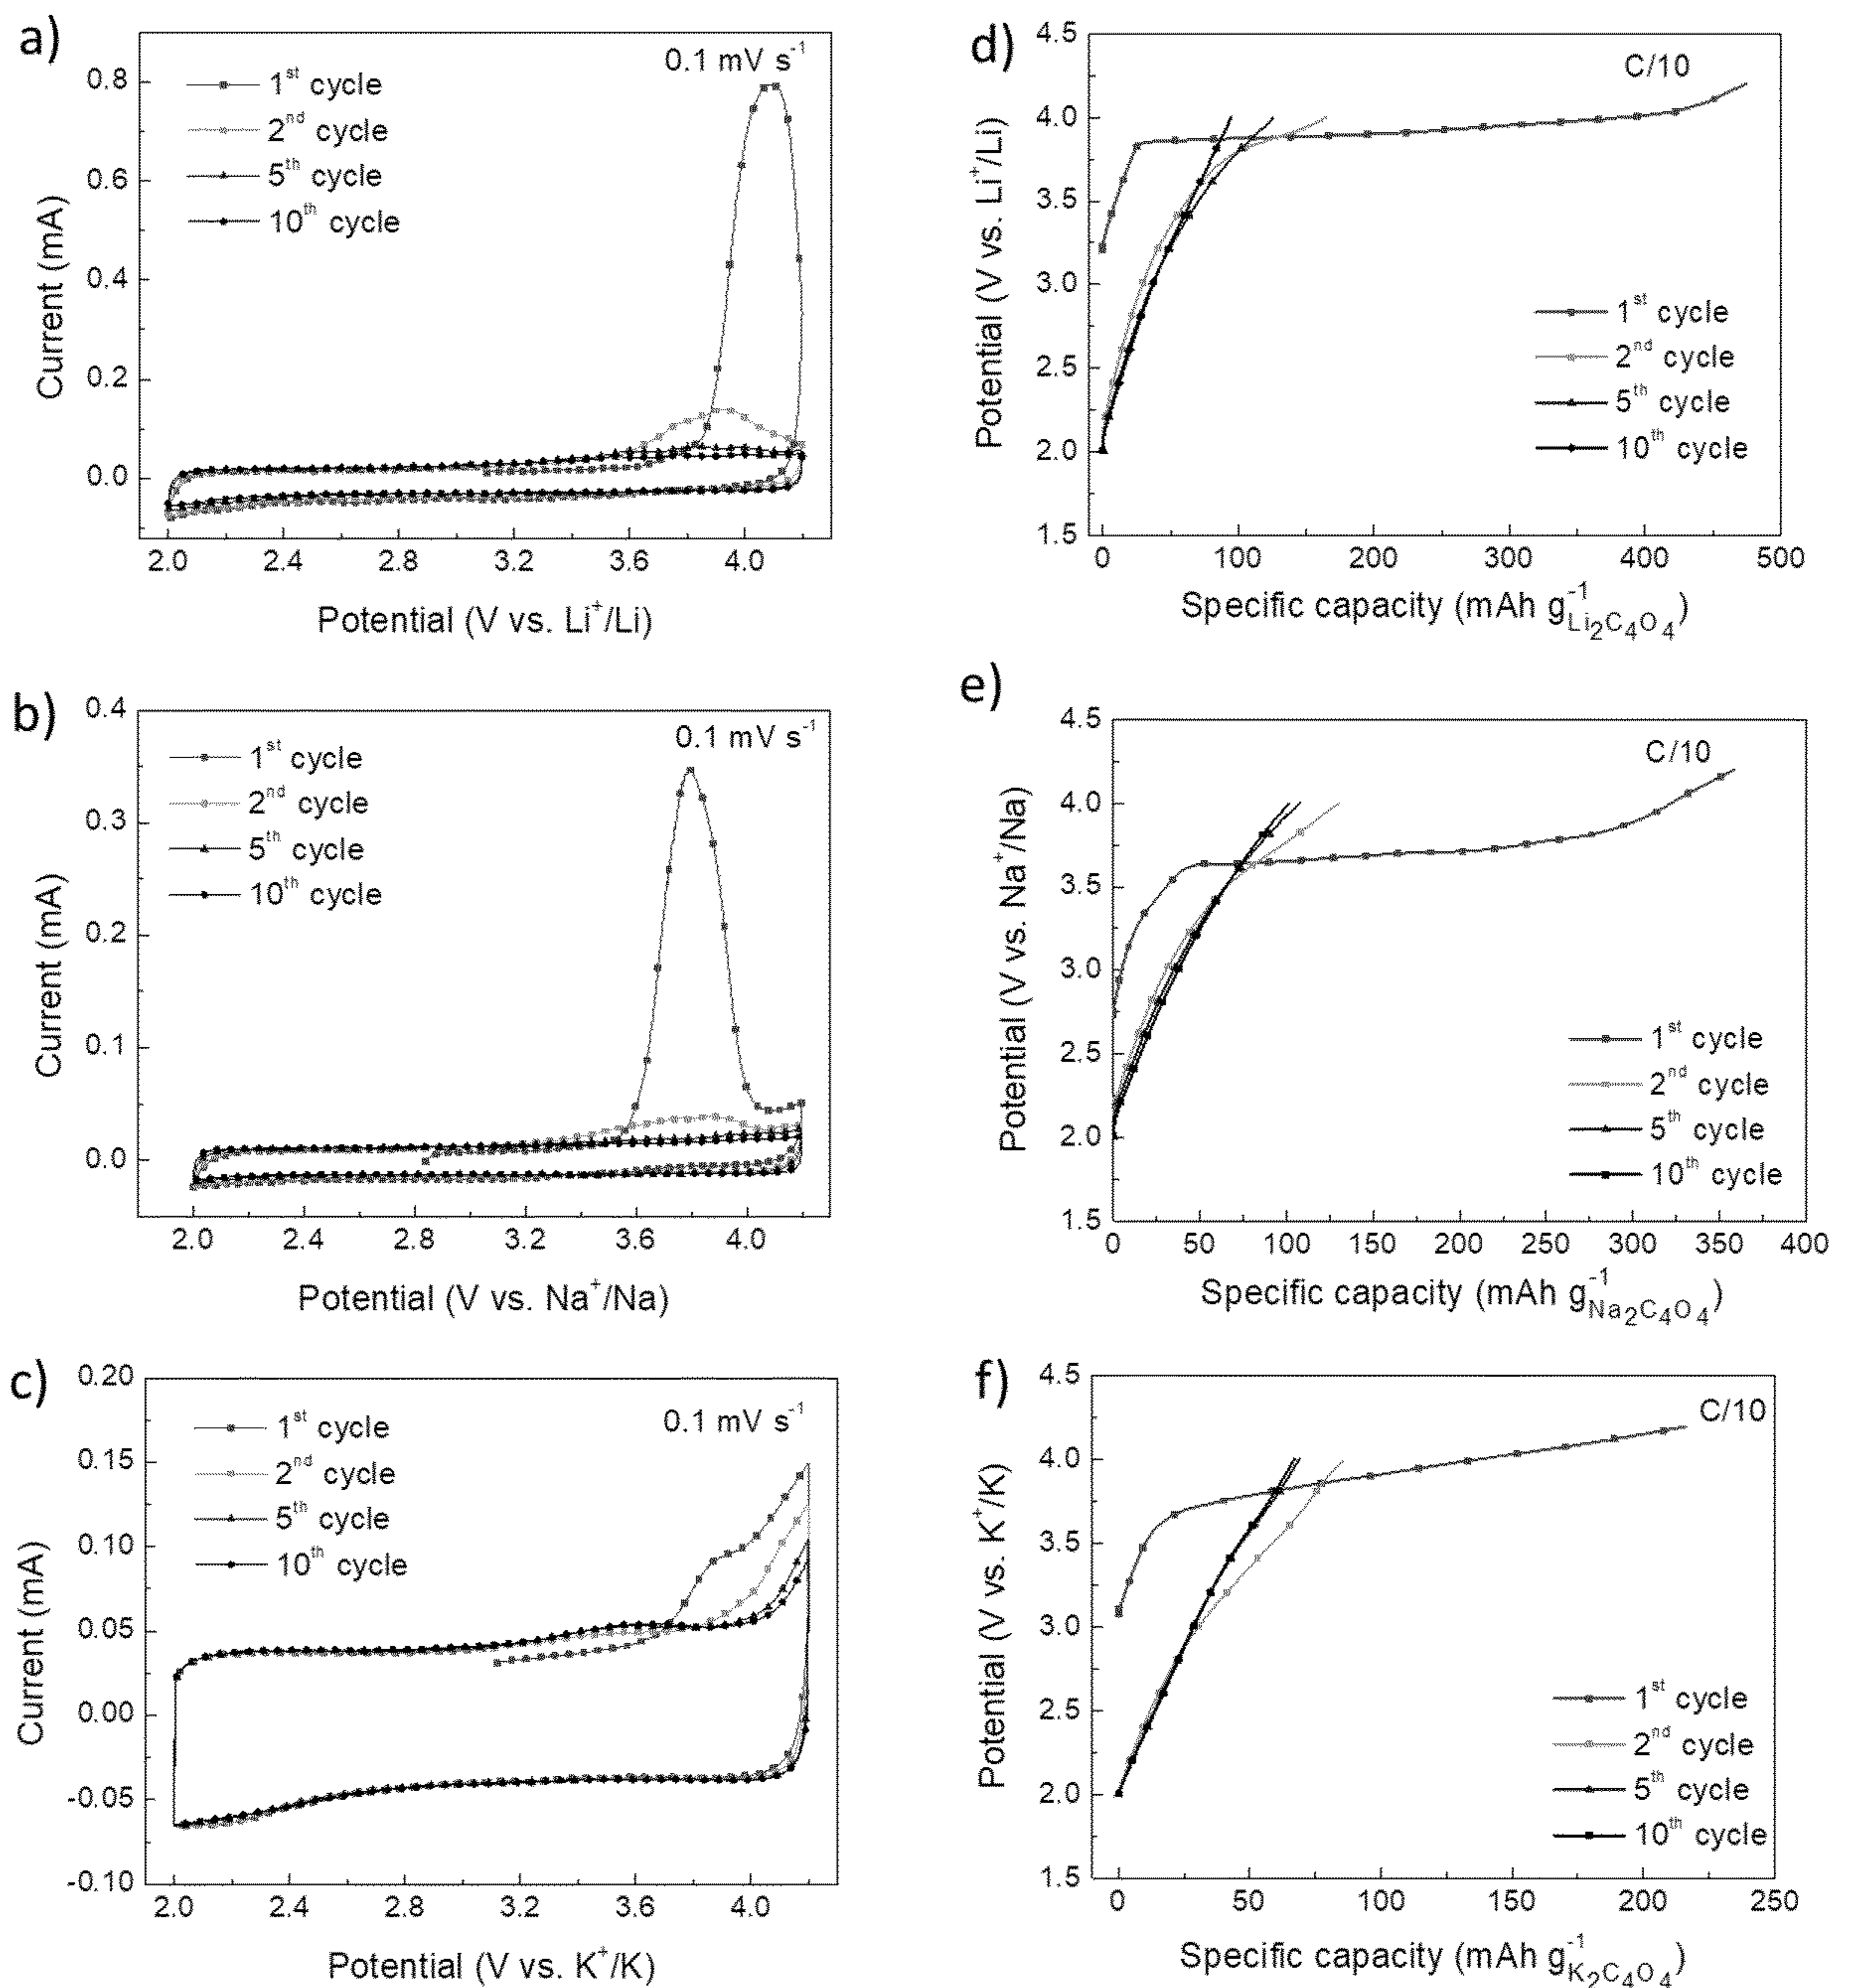 a)
0.1 mV s⁻¹
1ˢᵗ cycle
2ⁿᵈ cycle
5ᵗʰ cycle
10ᵗʰ cycle
0.8
0.6
0.4
0.2
0.0
Current (mA)
2.0 2.4 2.8 3.2 3.6 4.0
Potential (V vs. Li⁺/Li)
d)
C/10
4.5
4.0
3.5
3.0
2.5
2.0
1.5
Potential (V vs. Li⁺/Li)
1ˢᵗ cycle
2ⁿᵈ cycle
5ᵗʰ cycle
10ᵗʰ cycle
0 100 200 300 400 500
Specific capacity (mAh g⁻¹Li₂C₄O₄)
b)
0.1 mV s⁻¹
1ˢᵗ cycle
2ⁿᵈ cycle
5ᵗʰ cycle
10ᵗʰ cycle
0.4
0.3
0.2
0.1
0.0
Current (mA)
2.0 2.4 2.8 3.2 3.6 4.0
Potential (V vs. Na⁺/Na)
e)
C/10
4.5
4.0
3.5
3.0
2.5
2.0
1.5
Potential (V vs. Na⁺/Na)
1ˢᵗ cycle
2ⁿᵈ cycle
5ᵗʰ cycle
10ᵗʰ cycle
0 50 100 150 200 250 300 350 400
Specific capacity (mAh g⁻¹Na₂C₄O₄)
c)
0.1 mV s⁻¹
1ˢᵗ cycle
2ⁿᵈ cycle
5ᵗʰ cycle
10ᵗʰ cycle
0.20
0.15
0.10
0.05
0.00
-0.05
-0.10
Current (mA)
2.0 2.4 2.8 3.2 3.6 4.0
Potential (V vs. K⁺/K)
f)
C/10
4.5
4.0
3.5
3.0
2.5
2.0
1.5
Potential (V vs. K⁺/K)
1ˢᵗ cycle
2ⁿᵈ cycle
5ᵗʰ cycle
10ᵗʰ cycle
0 50 100 150 200 250
Specific capacity (mAh g⁻¹K₂C₄O₄)